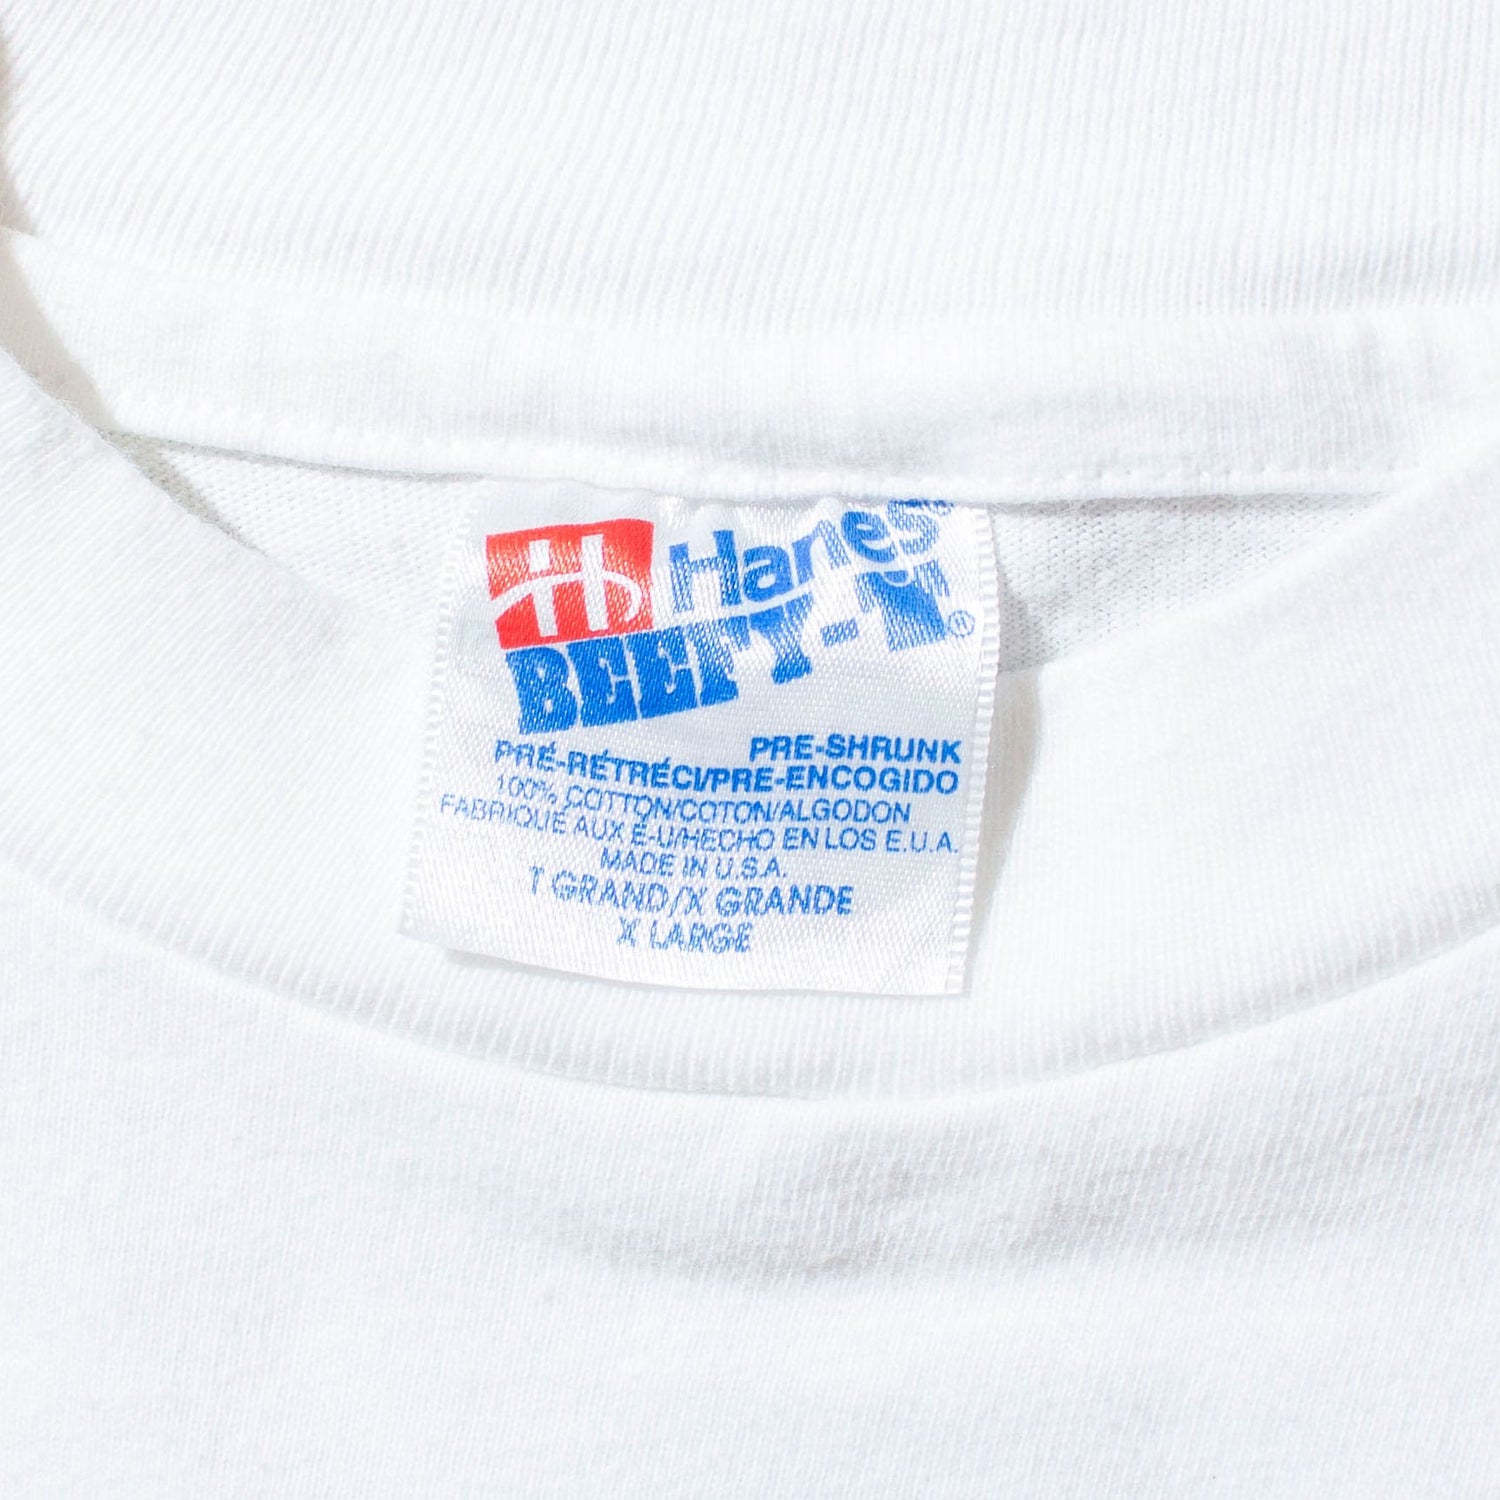 Hanes
BEEFY-T®
PRE-SHRUNK
PRÉ-RÉTRÉCI/PRE-ENCOGIDO
100% COTTON/COTON/ALGODON
FABRIQUÉ AUX É-U/HECHO EN LOS E.U.A.
MADE IN U.S.A.
T GRAND/X GRANDE
X LARGE